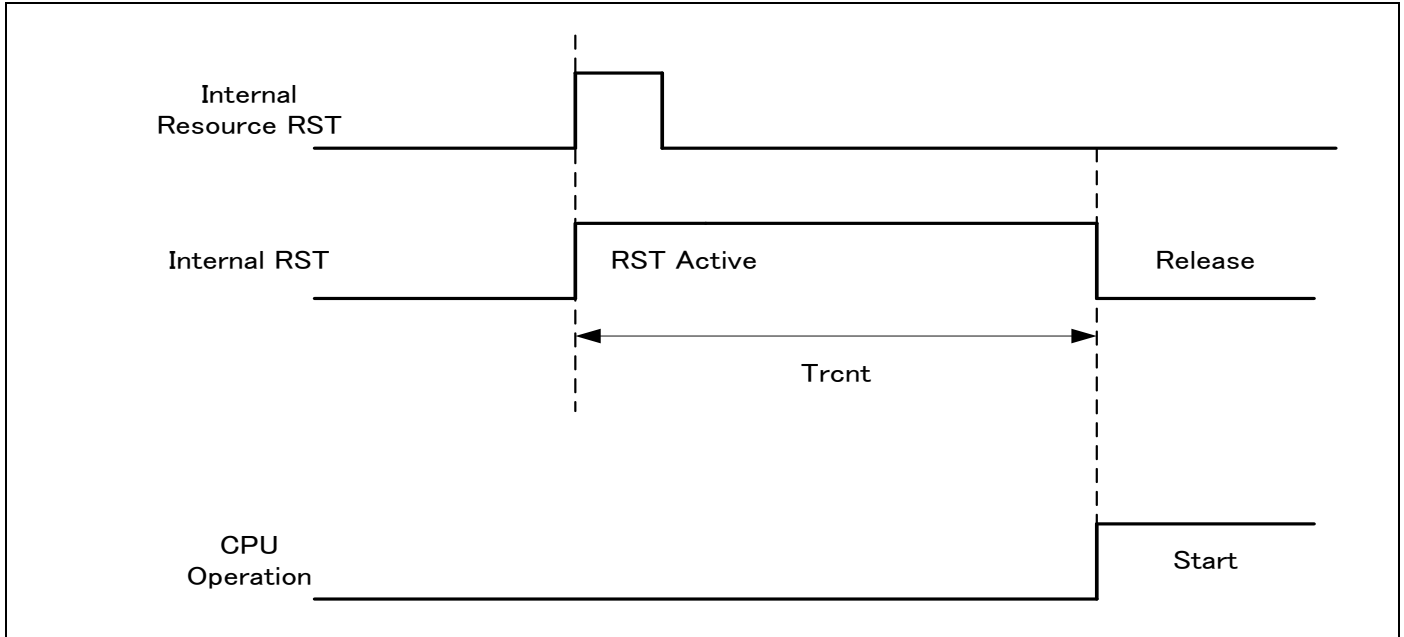 Internal
Resource RST
Internal RST
RST Active
Release
Trcnt
CPU
Operation
Start